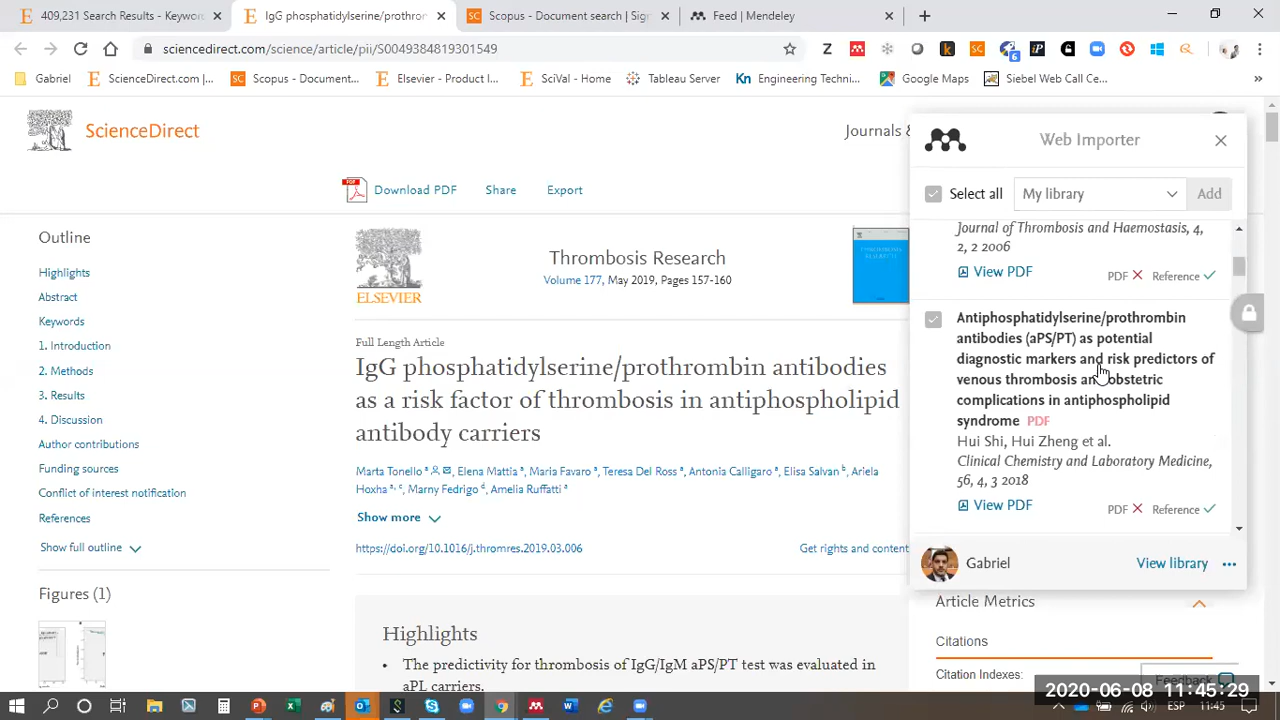 409,231 Search Results - Keywor
IgG phosphatidylserine/prothror
Scopus - Document search | Sig
Feed | Mendeley
sciencedirect.com/science/article/pii/S0049384819301549
Gabriel
ScienceDirect.com |...
Scopus - Document...
Elsevier - Product I...
SciVal - Home
Tableau Server
Engineering Techni...
Google Maps
Siebel Web Call Ce...
ScienceDirect
Journals &
Download PDF
Share
Export
Outline
Highlights
Abstract
Keywords
1. Introduction
2. Methods
3. Results
4. Discussion
Author contributions
Funding sources
Conflict of interest notification
References
Show full outline
Figures (1)
ELSEVIER
Thrombosis Research
Volume 177, May 2019, Pages 157-160
Full Length Article
IgG phosphatidylserine/prothrombin antibodies
as a risk factor of thrombosis in antiphospholipid
antibody carriers
Marta Tonello a, Elena Mattia a, Maria Favaro a, Teresa Del Ross a, Antonia Calligaro a, Elisa Salvan b, Ariela
Hoxha a, c, Marny Fedrigo d, Amelia Ruffatti a
Show more
https://doi.org/10.1016/j.thromres.2019.03.006
Get rights and content
Highlights
• The predictivity for thrombosis of IgG/IgM aPS/PT test was evaluated in
aPL carriers.
Web Importer
Select all
My library
Add
Journal of Thrombosis and Haemostasis, 4,
2, 2 2006
View PDF
PDF
Reference
Antiphosphatidylserine/prothrombin
antibodies (aPS/PT) as potential
diagnostic markers and risk predictors of
venous thrombosis and obstetric
complications in antiphospholipid
syndrome PDF
Hui Shi, Hui Zheng et al.
Clinical Chemistry and Laboratory Medicine,
56, 4, 3 2018
View PDF
PDF
Reference
Gabriel
View library
Article Metrics
Citations
Citation Indexes:
Feedback
2020-06-08 11:45:29
ESP
11:45